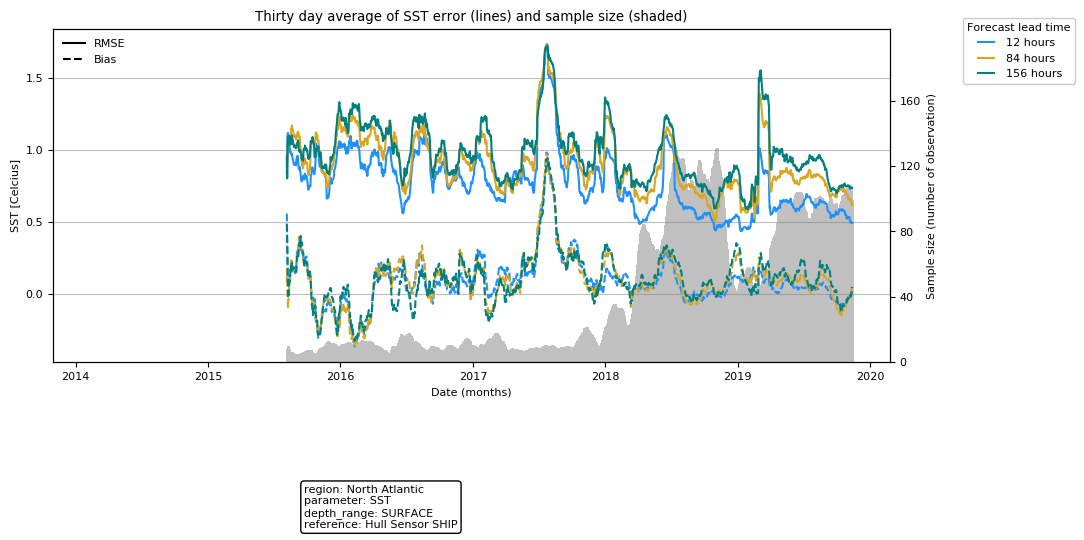 Thirty day average of SST error (lines) and sample size (shaded)
Forecast lead time
12 hours
84 hours
156 hours
RMSE
Bias
SST [Celcius]
1.5
1.0
0.5
0.0
Sample size (number of observation)
160
120
80
40
0
2014 2015 2016 2017 2018 2019 2020
Date (months)
region: North Atlantic
parameter: SST
depth_range: SURFACE
reference: Hull Sensor SHIP